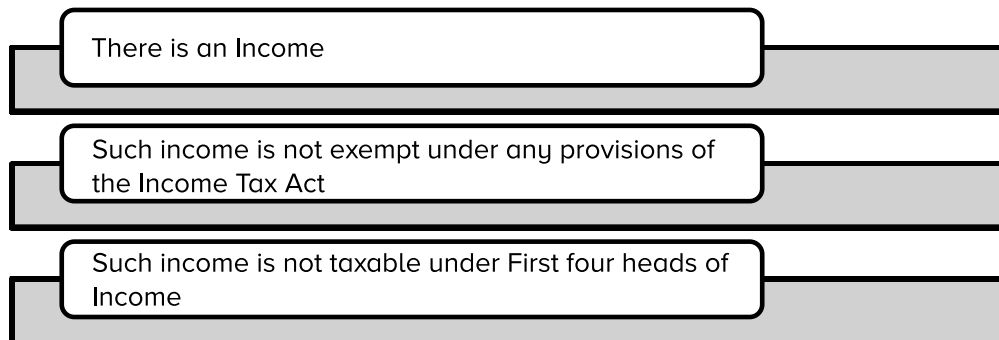 There is an Income
Such income is not exempt under any provisions of
the Income Tax Act
Such income is not taxable under First four heads of
Income